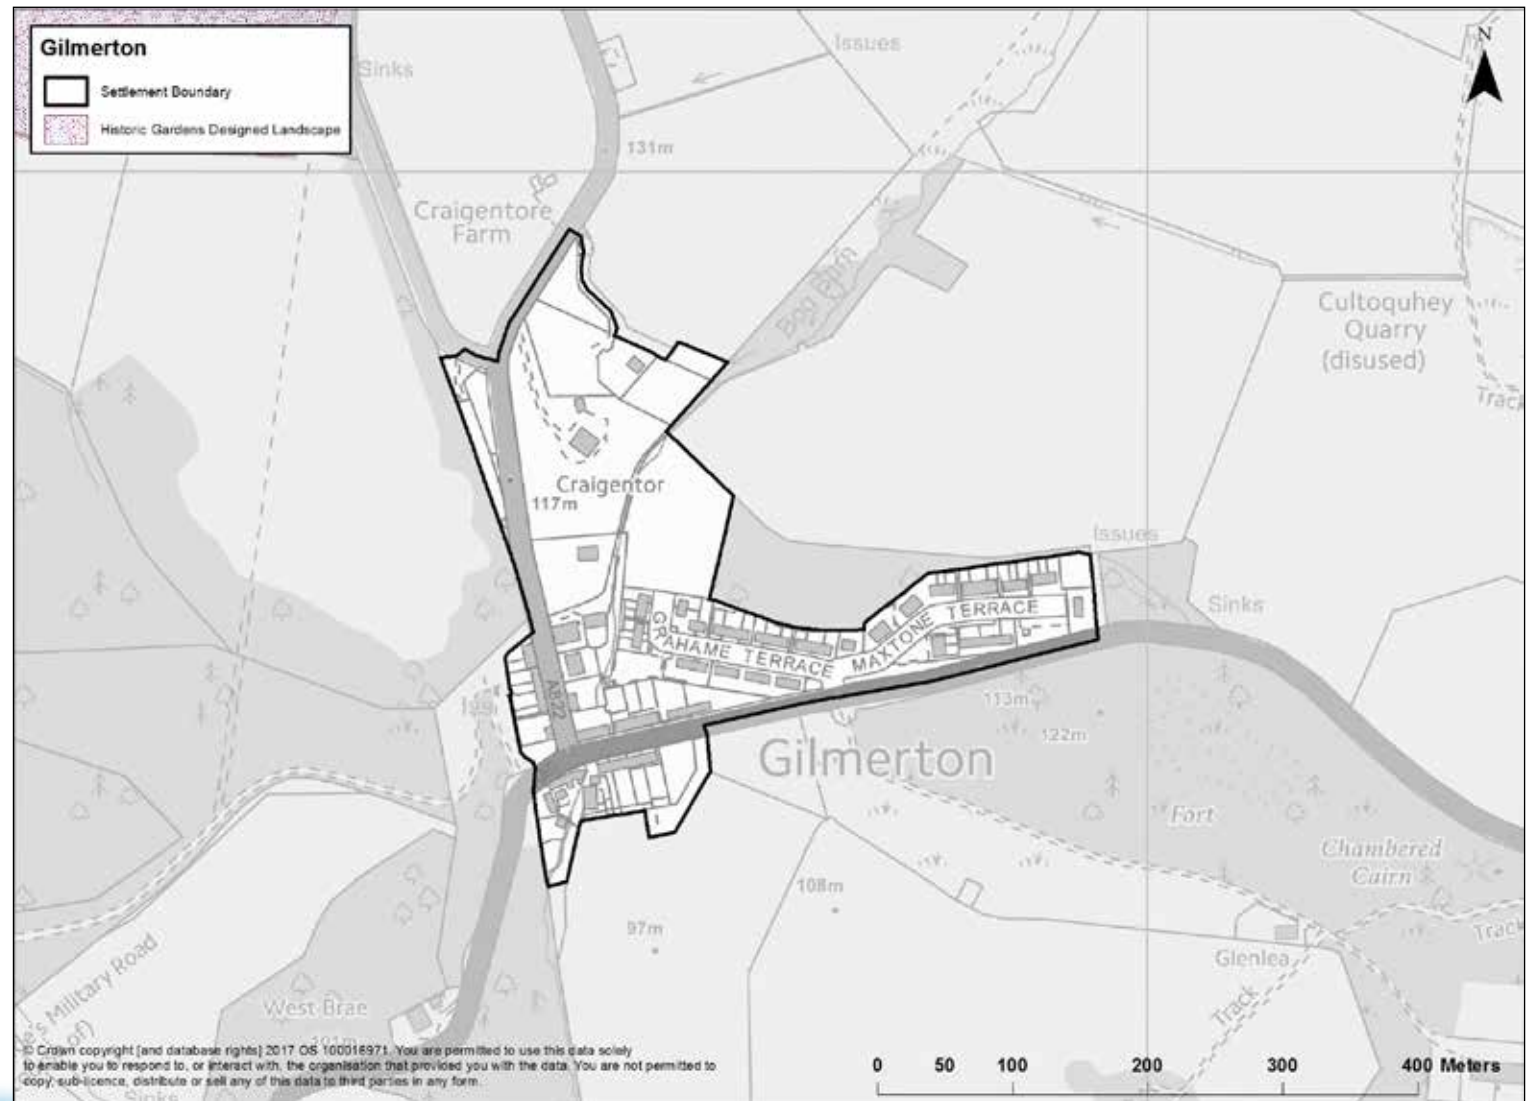 Gilmerton
Settlement Boundary
Historic Gardens Designed Landscape
N
Sinks
Issues
131m
Craigentore
Farm
Bog Burn
Cultoquhey
Quarry
(disused)
Track
Craigentor
117m
Issues
Sinks
GRAHAME TERRACE
MAXTONE TERRACE
A822
113m
122m
Gilmerton
Fort
Chambered
Cairn
108m
97m
Glenlea
Track
Track
Military Road
of)
West Brae
101m
© Crown copyright [and database rights] 2017 OS 100016971. You are permitted to use this data solely
to enable you to respond to, or interact with, the organisation that provided you with the data. You are not permitted to
copy, sub-licence, distribute or sell any of this data to third parties in any form.
Sinks
0 50 100 200 300 400 Meters